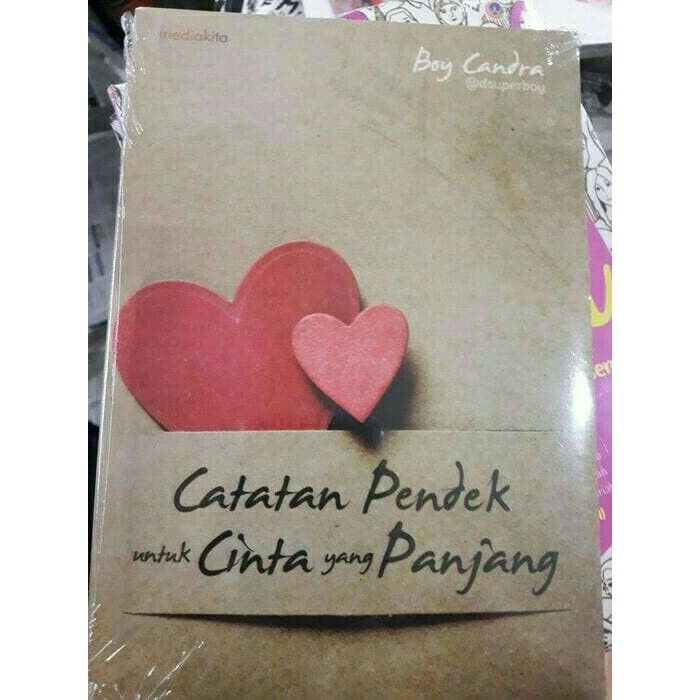 mediakita
Boy Candra
@dsuperboy
Catatan Pendek
untuk Cinta yang Panjang